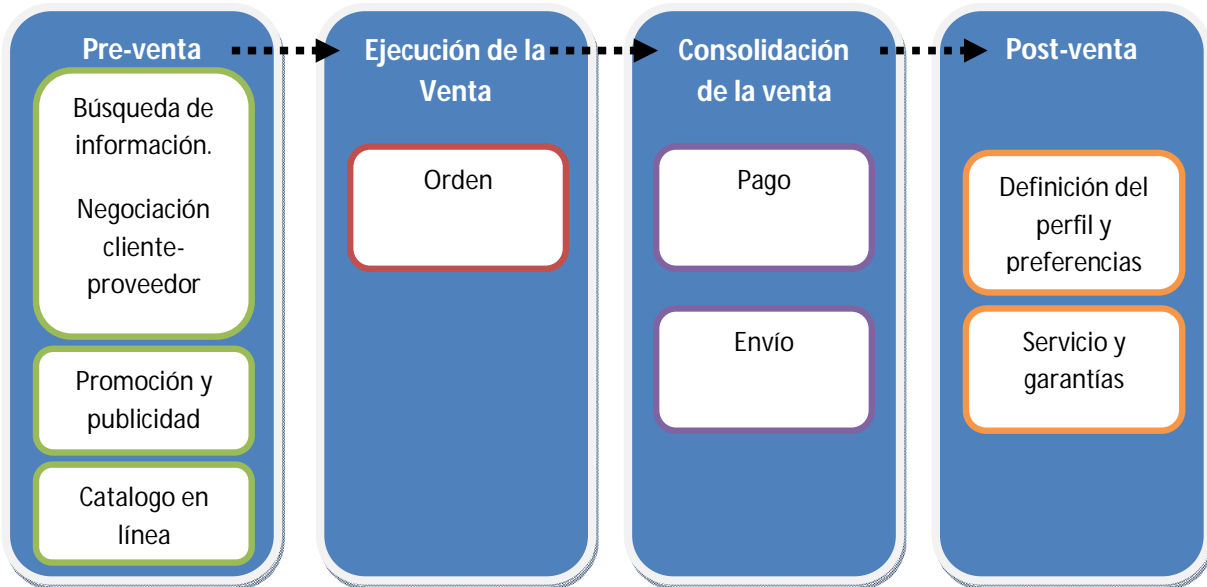 Pre-venta
Búsqueda de
información.
Negociación
cliente-
proveedor
Promoción y
publicidad
Catalogo en
línea
Ejecución de la
Venta
Orden
Consolidación
de la venta
Pago
Envío
Post-venta
Definición del
perfil y
preferencias
Servicio y
garantías